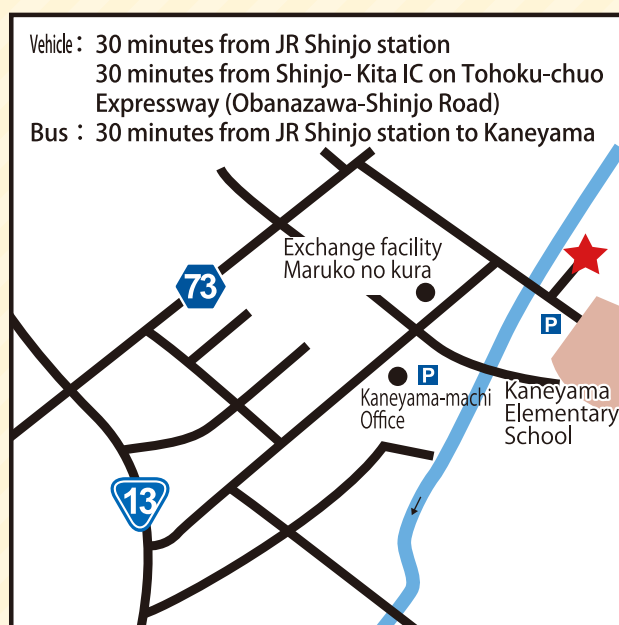 Vehicle: 30 minutes from JR Shinjo station
30 minutes from Shinjo- Kita IC on Tohoku-chuo
Expressway (Obanazawa-Shinjo Road)
Bus : 30 minutes from JR Shinjo station to Kaneyama
Exchange facility
Maruko no kura
73
P
P
Kaneyama-machi
Office
Kaneyama
Elementary
School
13